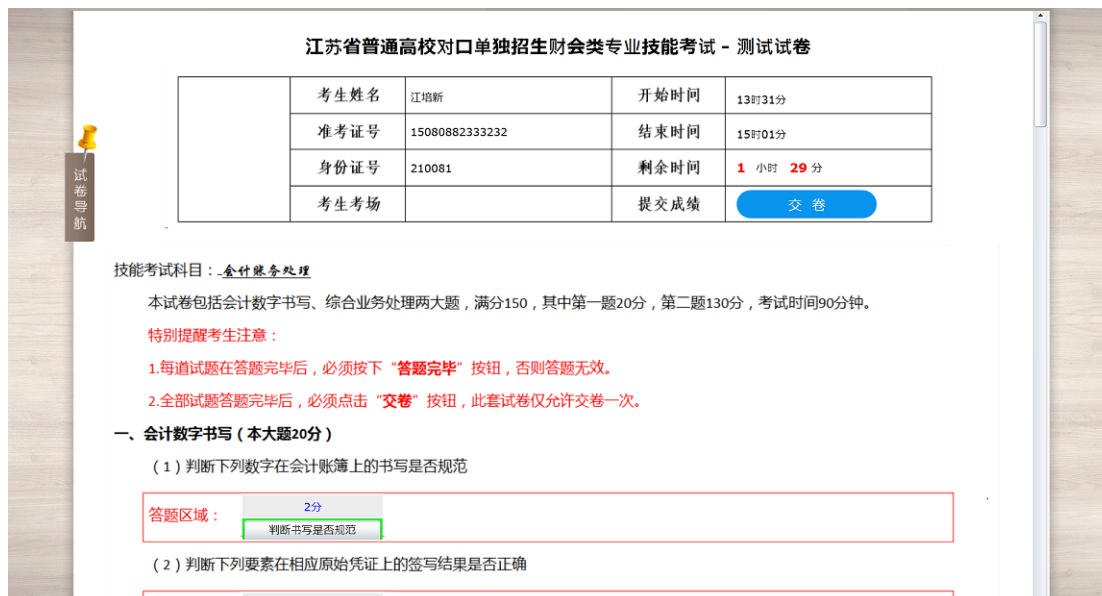 江苏省普通高校对口单独招生财会类专业技能考试 - 测试试卷
考生姓名 江培新 开始时间 13时31分
准考证号 15080882333232 结束时间 15时01分
身份证号 210081 剩余时间 1 小时 29 分
考生考场 提交成绩 交 卷
试卷导航
技能考试科目：会计账务处理
本试卷包括会计数字书写、综合业务处理两大题，满分150，其中第一题20分，第二题130分，考试时间90分钟。
特别提醒考生注意：
1.每道试题在答题完毕后，必须按下“答题完毕”按钮，否则答题无效。
2.全部试题答题完毕后，必须点击“交卷”按钮，此套试卷仅允许交卷一次。
一、会计数字书写（本大题20分）
（1）判断下列数字在会计账簿上的书写是否规范
答题区域： 2分
判断书写是否规范
（2）判断下列要素在相应原始凭证上的签写结果是否正确